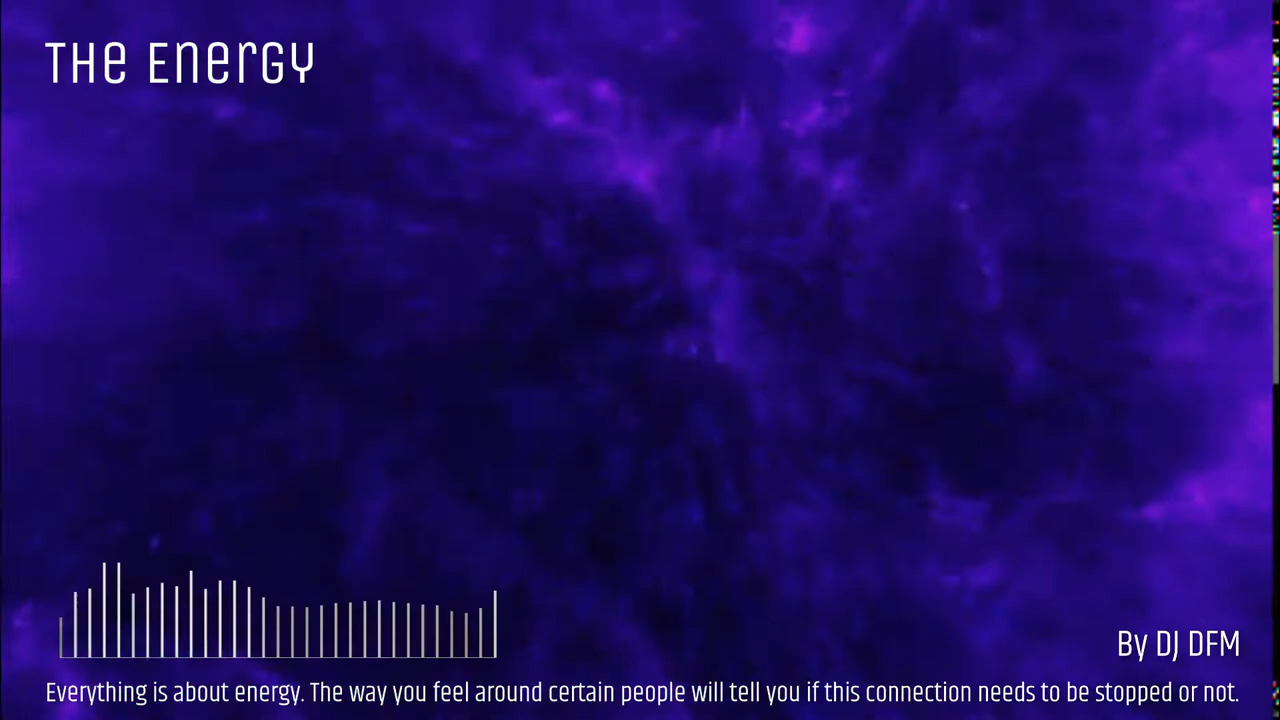 The Energy
By DJ DFM
Everything is about energy. The way you feel around certain people will tell you if this connection needs to be stopped or not.